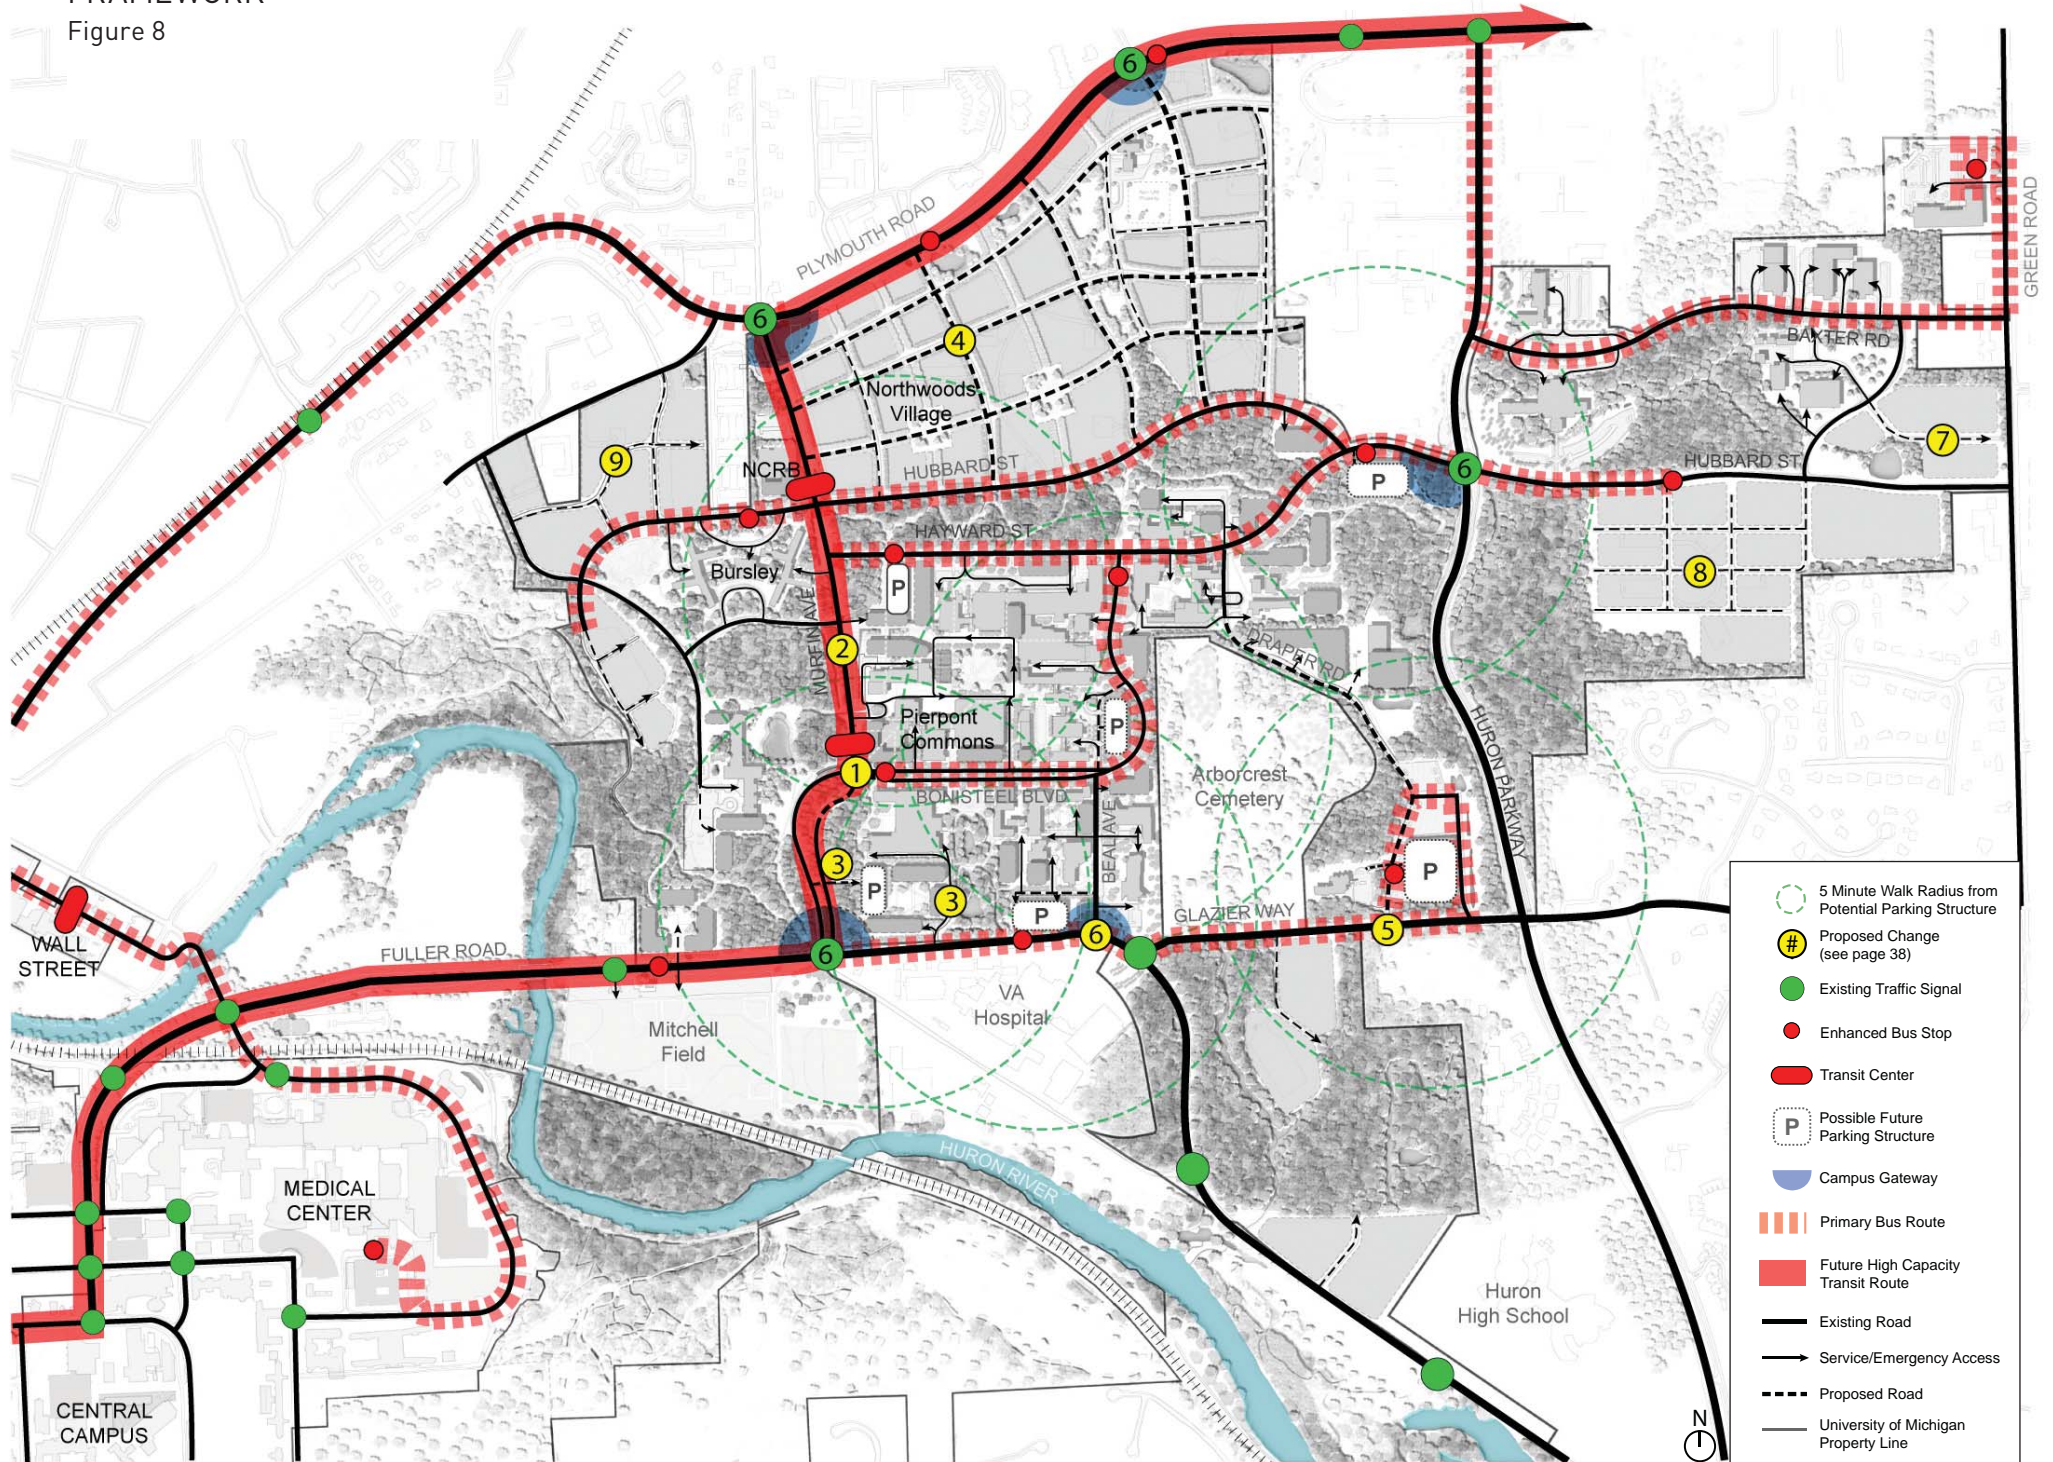 FRAMEWORK
Figure 8
6
6
PLYMOUTH ROAD
GREEN ROAD
4
Northwoods
Village
BAXTER RD
9
NCRB
HUBBARD ST
P
6
HUBBARD ST
7
HAYWARD ST
Bursley
P
8
MURFIN AVE
2
DRAPER RD
Pierpont
Commons
P
HURON PARKWAY
1
BONISTEEL BLVD
Arborcrest
Cemetery
BEAL AVE
3
P
3
P
P
GLAZIER WAY
6
5
WALL
STREET
FULLER ROAD
6
VA
Hospital
Mitchell
Field
HURON RIVER
MEDICAL
CENTER
Huron
High School
CENTRAL
CAMPUS
N
5 Minute Walk Radius from
Potential Parking Structure
# Proposed Change
(see page 38)
Existing Traffic Signal
Enhanced Bus Stop
Transit Center
P Possible Future
Parking Structure
Campus Gateway
Primary Bus Route
Future High Capacity
Transit Route
Existing Road
Service/Emergency Access
Proposed Road
University of Michigan
Property Line